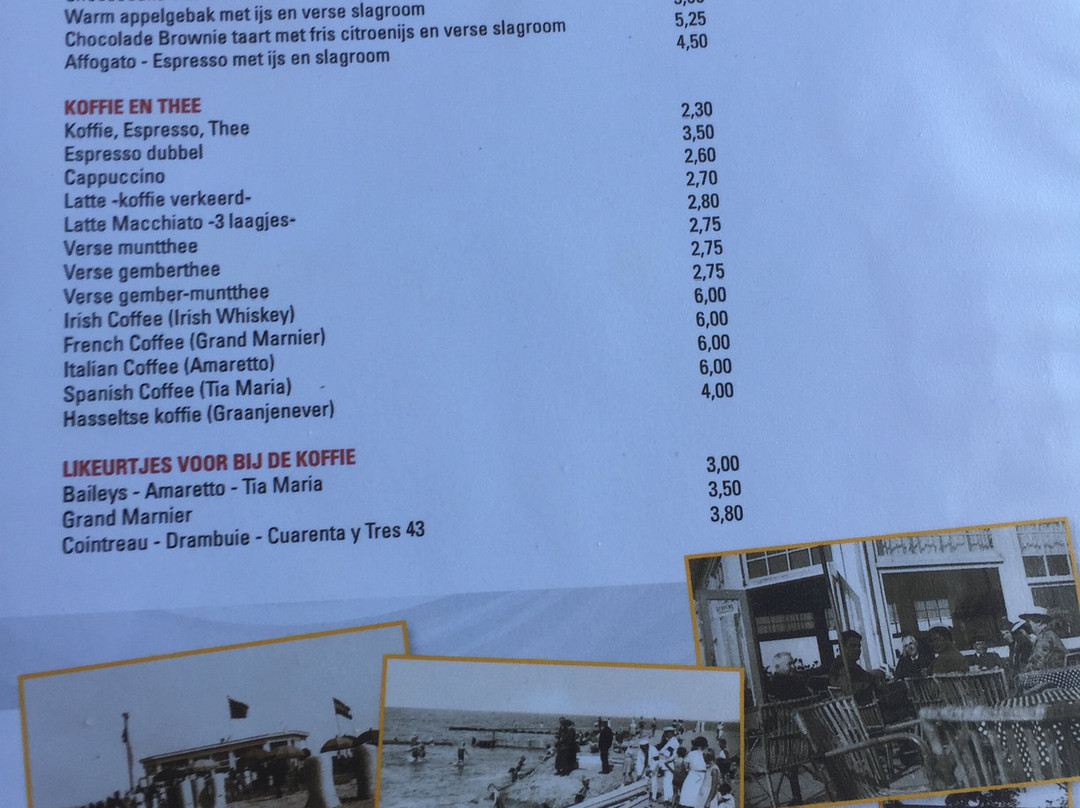 Warm appelgebak met ijs en verse slagroom
Chocolade Brownie taart met fris citroenijs en verse slagroom 5,25
Affogato - Espresso met ijs en slagroom 4,50
KOFFIE EN THEE
Koffie, Espresso, Thee 2,30
Espresso dubbel 3,50
Cappuccino 2,60
Latte -koffie verkeerd- 2,70
Latte Macchiato -3 laagjes- 2,80
Verse muntthee 2,75
Verse gemberthee 2,75
Verse gember-muntthee 2,75
Irish Coffee (Irish Whiskey) 6,00
French Coffee (Grand Marnier) 6,00
Italian Coffee (Amaretto) 6,00
Spanish Coffee (Tia Maria) 6,00
Hasseltse koffie (Graanjenever) 4,00
LIKEURTJES VOOR BIJ DE KOFFIE
Baileys - Amaretto - Tia Maria 3,00
Grand Marnier 3,50
Cointreau - Drambuie - Cuarenta y Tres 43 3,80